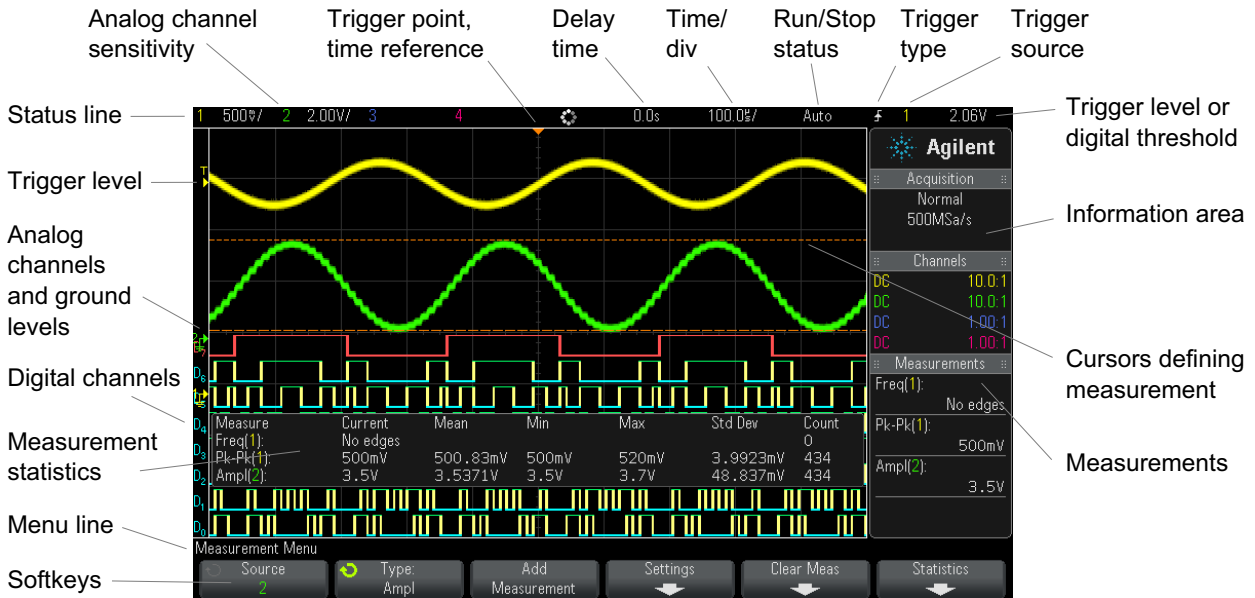 Analog channel
sensitivity
Trigger point,
time reference
Delay
time
Time/
div
Run/Stop
status
Trigger
type
Trigger
source
Status line
Trigger level or
digital threshold
Trigger level
Information area
Analog
channels
and ground
levels
Digital channels
Cursors defining
measurement
Measurement
statistics
Measurements
Menu line
Softkeys
1 500mV/ 2 2.00V/ 3 4 0.0s 100.0µs/ Auto 1 2.06V
T
Agilent
Acquisition
Normal
500MSa/s
Channels
DC 10.0:1
DC 10.0:1
DC 1.00:1
DC 1.00:1
Measurements
Freq(1):
No edges
Pk-Pk(1):
500mV
Ampl(2):
3.5V
D6
D4
D3
D2
D1
D0
Measure Current Mean Min Max Std Dev Count
Freq(1): No edges 0
Pk-Pk(1): 500mV 500.83mV 500mV 520mV 3.9923mV 434
Ampl(2): 3.5V 3.5371V 3.5V 3.7V 48.837mV 434
Measurement Menu
Source
2
Type:
Ampl
Add
Measurement
Settings
Clear Meas
Statistics